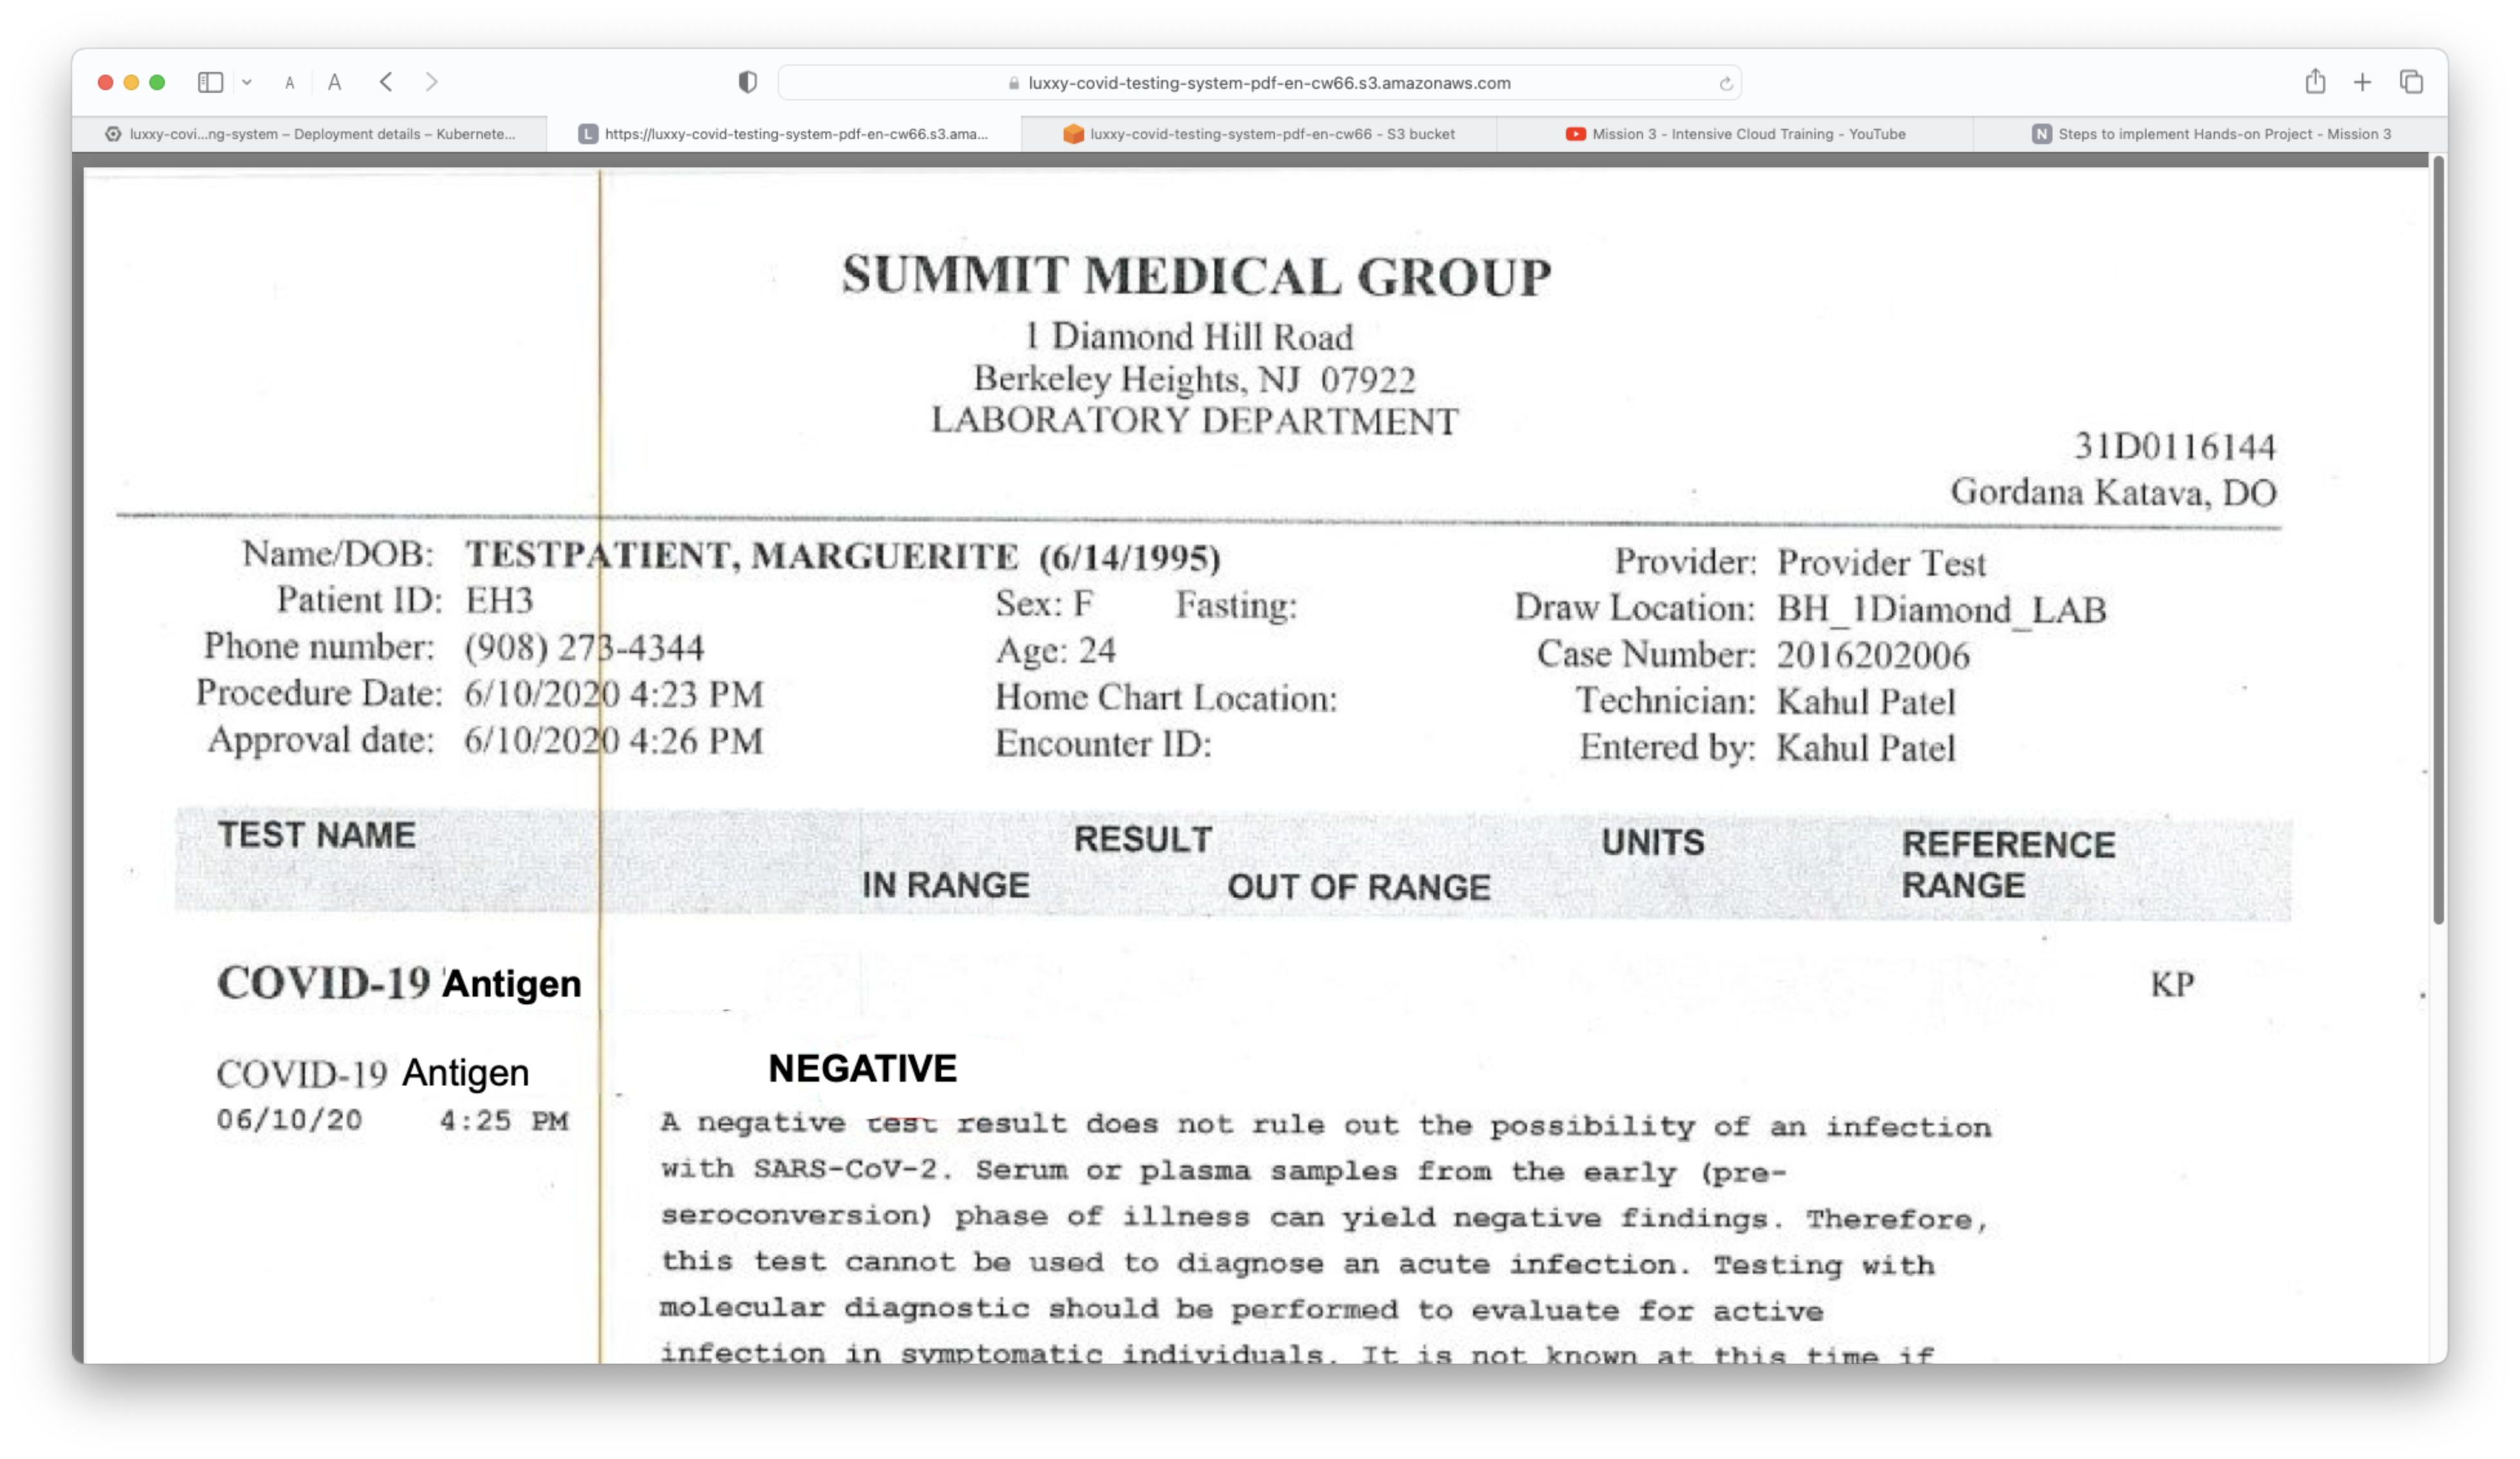 A A luxxy-covid-testing-system-pdf-en-cw66.s3.amazonaws.com
luxxy-covi...ng-system – Deployment details – Kubernete...
L https://luxxy-covid-testing-system-pdf-en-cw66.s3.ama...
luxxy-covid-testing-system-pdf-en-cw66 - S3 bucket
Mission 3 - Intensive Cloud Training - YouTube
N Steps to implement Hands-on Project - Mission 3
SUMMIT MEDICAL GROUP
1 Diamond Hill Road
Berkeley Heights, NJ 07922
LABORATORY DEPARTMENT
31D0116144
Gordana Katava, DO
Name/DOB: TESTPATIENT, MARGUERITE (6/14/1995) Provider: Provider Test
Patient ID: EH3 Sex: F Fasting: Draw Location: BH_1Diamond_LAB
Phone number: (908) 273-4344 Age: 24 Case Number: 2016202006
Procedure Date: 6/10/2020 4:23 PM Home Chart Location: Technician: Kahul Patel
Approval date: 6/10/2020 4:26 PM Encounter ID: Entered by: Kahul Patel
TEST NAME RESULT UNITS REFERENCE
IN RANGE OUT OF RANGE RANGE
COVID-19 Antigen KP
COVID-19 Antigen NEGATIVE
06/10/20 4:25 PM A negative test result does not rule out the possibility of an infection
with SARS-CoV-2. Serum or plasma samples from the early (pre-
seroconversion) phase of illness can yield negative findings. Therefore,
this test cannot be used to diagnose an acute infection. Testing with
molecular diagnostic should be performed to evaluate for active
infection in symptomatic individuals. It is not known at this time if